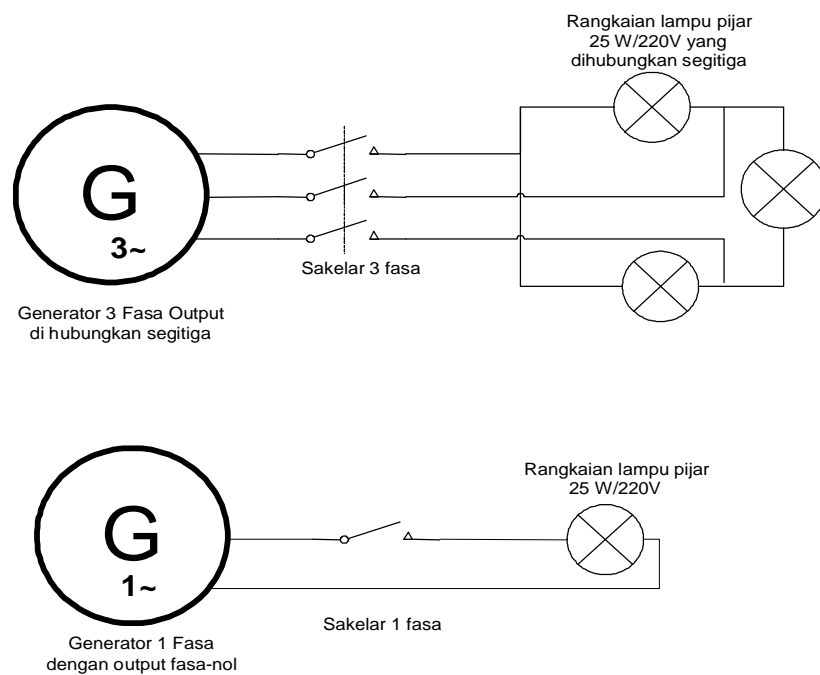 Rangkaian lampu pijar
25 W/220V yang
dihubungkan segitiga
G
3~
Sakelar 3 fasa
Generator 3 Fasa Output
di hubungkan segitiga
Rangkaian lampu pijar
25 W/220V
G
1~
Sakelar 1 fasa
Generator 1 Fasa
dengan output fasa-nol